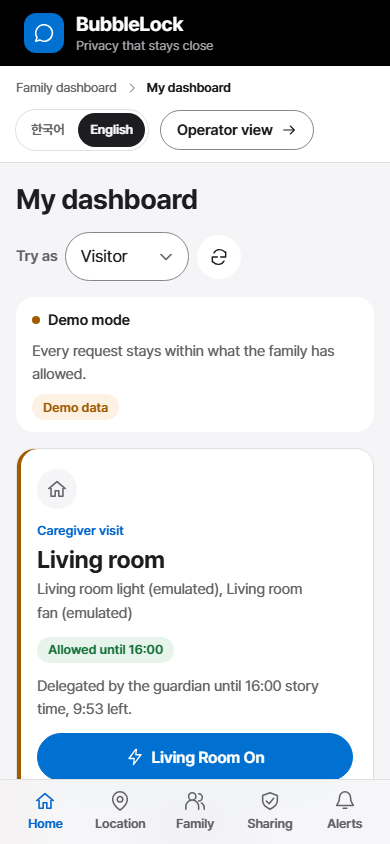 BubbleLock
Privacy that stays close
Family dashboard > My dashboard
한국어 English Operator view →
My dashboard
Try as Visitor
Demo mode
Every request stays within what the family has
allowed.
Demo data
Caregiver visit
Living room
Living room light (emulated), Living room
fan (emulated)
Allowed until 16:00
Delegated by the guardian until 16:00 story
time, 9:53 left.
Living Room On
Home Location Family Sharing Alerts